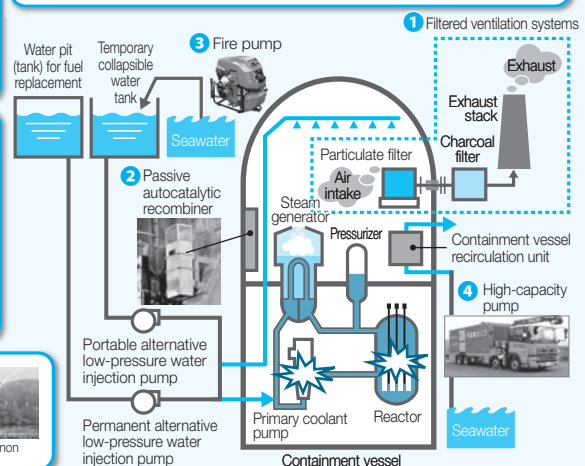 1 Filtered ventilation systems
Water pit
(tank) for fuel
replacement
Temporary
collapsible
water
tank
3 Fire pump
Seawater
Exhaust
Exhaust
stack
Charcoal
filter
Particulate filter
Air
intake
2 Passive
autocatalytic
recombiner
Steam
generator
Pressurizer
Containment vessel
recirculation unit
4 High-capacity
pump
Portable alternative
low-pressure water
injection pump
Primary coolant
pump
Reactor
Seawater
Permanent alternative
low-pressure water
injection pump
Containment vessel